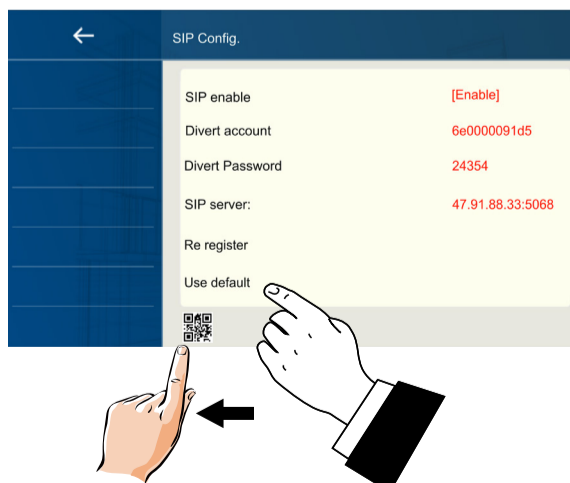 SIP Config.
SIP enable [Enable]
Divert account 6e0000091d5
Divert Password 24354
SIP server: 47.91.88.33:5068
Re register
Use default